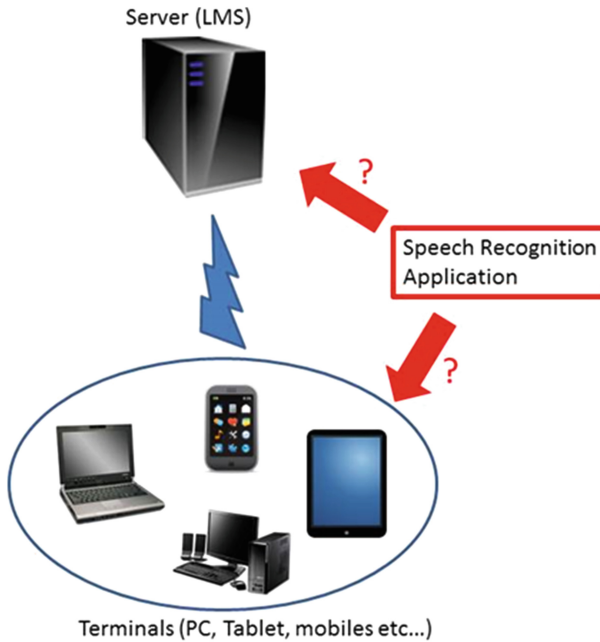 Server (LMS)
?
Speech Recognition
Application
?
Terminals (PC, Tablet, mobiles etc...)